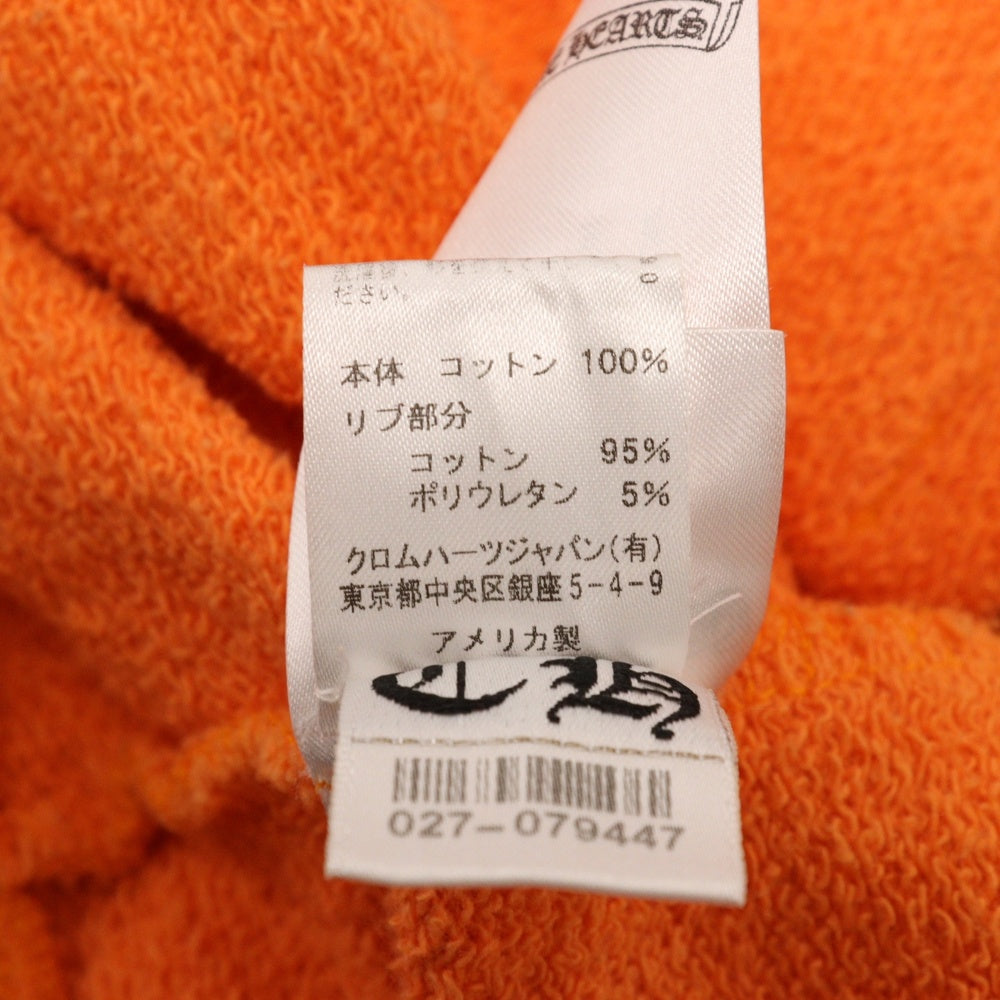 HEARTS
ださい。
本体 コットン 100%
リブ部分
コットン 95%
ポリウレタン 5%
クロムハーツジャパン(有)
東京都中央区銀座5-4-9
アメリカ製
CH
027-079447